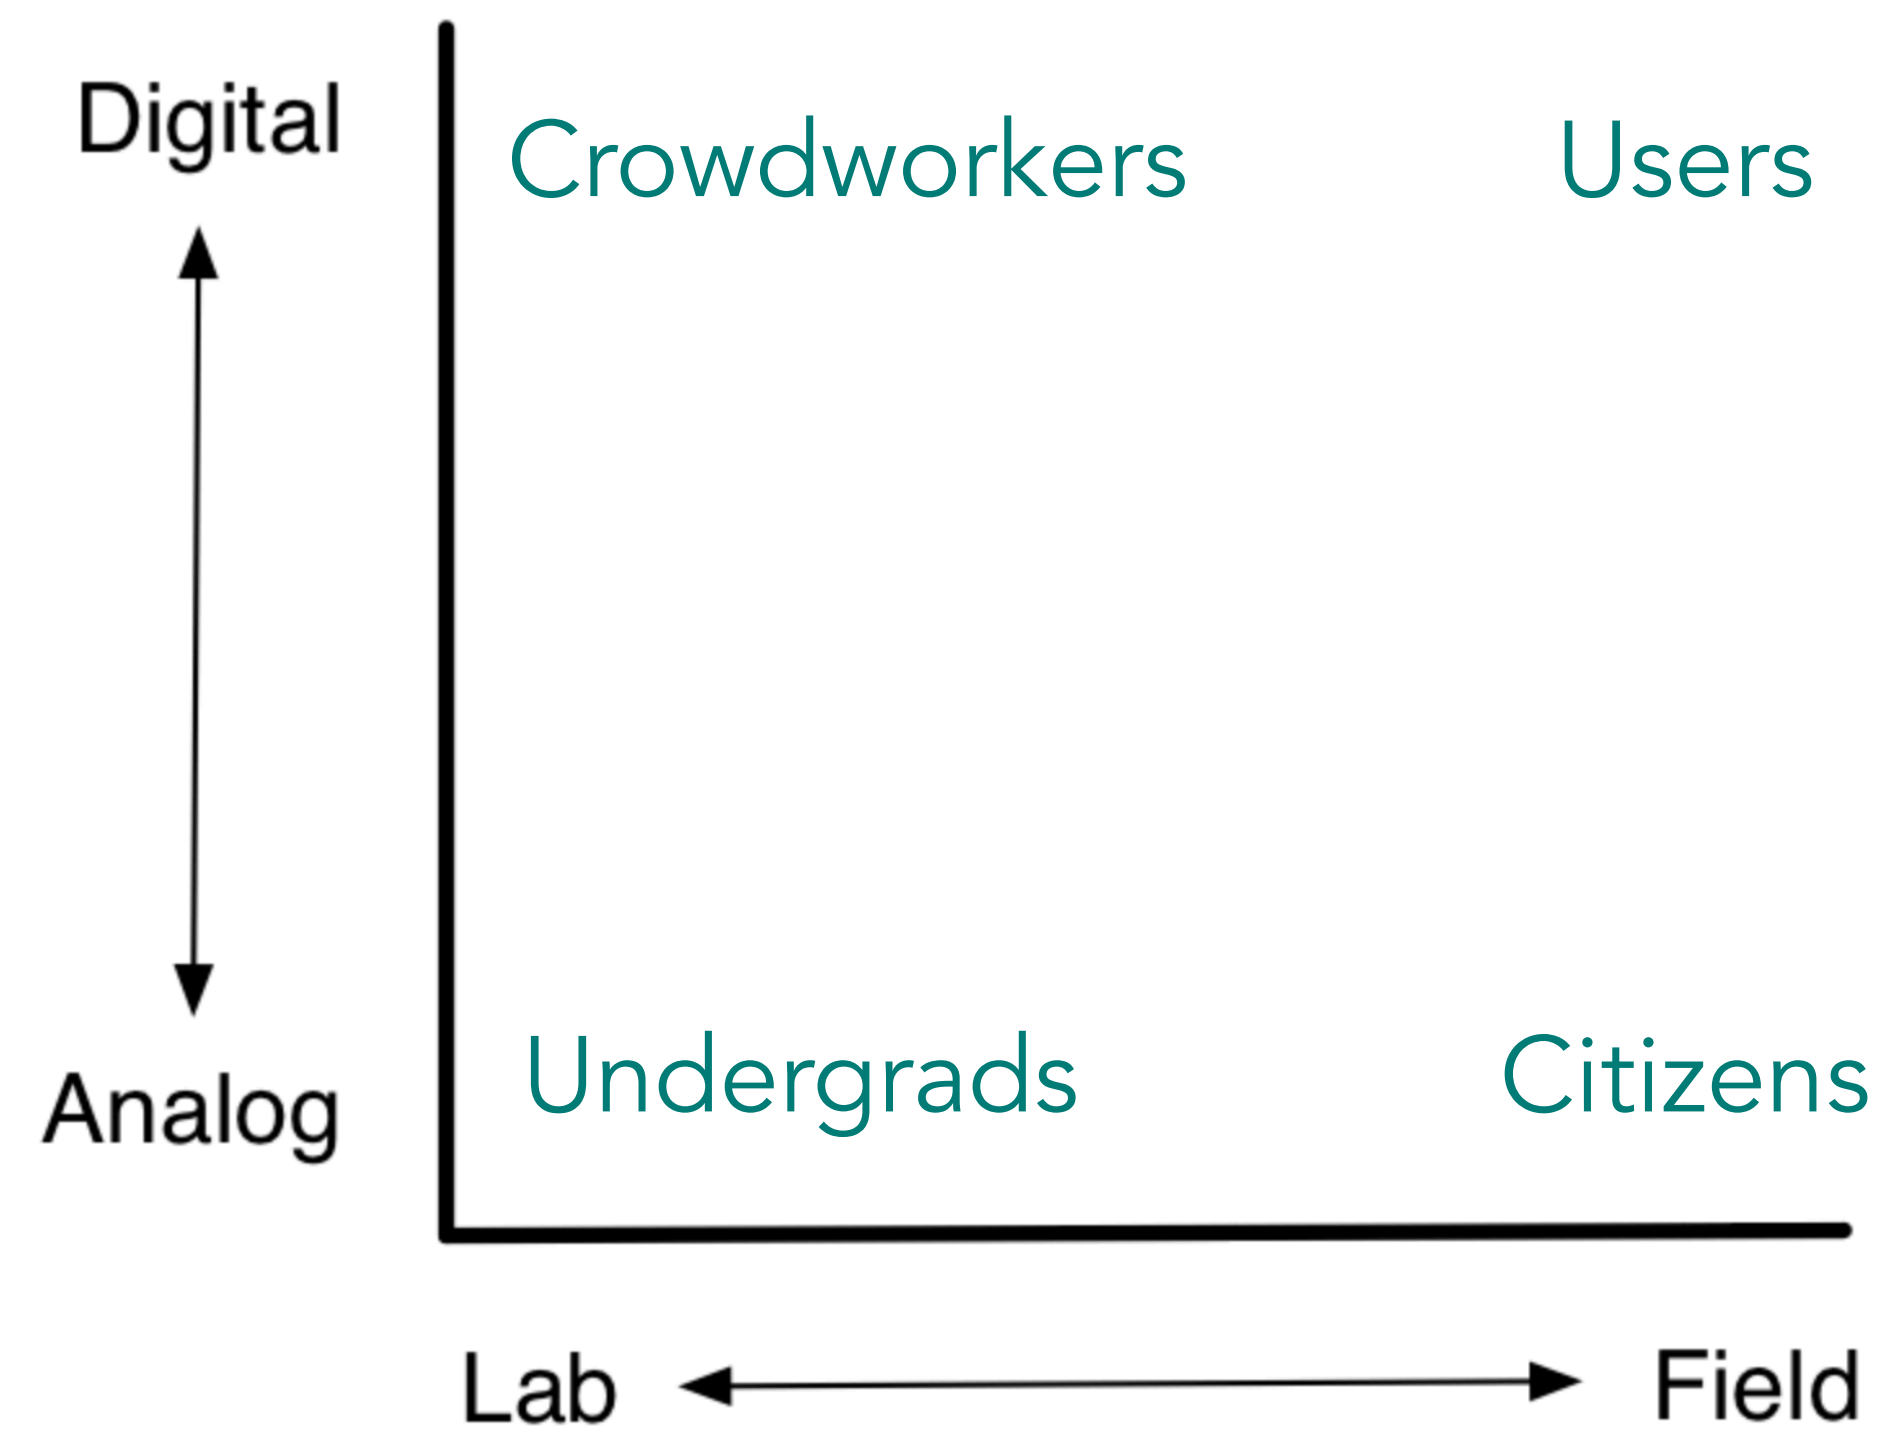 Digital
Crowdworkers
Users
Analog
Undergrads
Citizens
Lab
Field